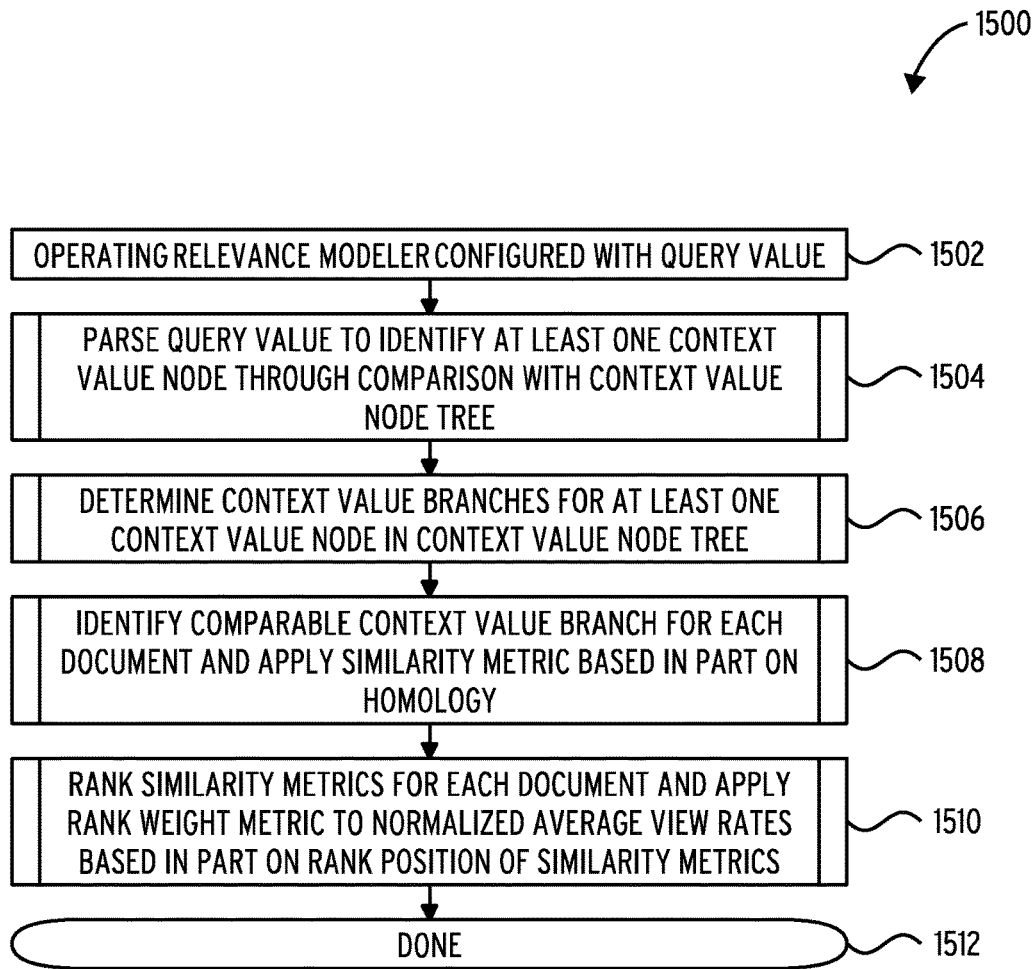 1500
OPERATING RELEVANCE MODELER CONFIGURED WITH QUERY VALUE
1502
PARSE QUERY VALUE TO IDENTIFY AT LEAST ONE CONTEXT
VALUE NODE THROUGH COMPARISON WITH CONTEXT VALUE
NODE TREE
1504
DETERMINE CONTEXT VALUE BRANCHES FOR AT LEAST ONE
CONTEXT VALUE NODE IN CONTEXT VALUE NODE TREE
1506
IDENTIFY COMPARABLE CONTEXT VALUE BRANCH FOR EACH
DOCUMENT AND APPLY SIMILARITY METRIC BASED IN PART ON
HOMOLOGY
1508
RANK SIMILARITY METRICS FOR EACH DOCUMENT AND APPLY
RANK WEIGHT METRIC TO NORMALIZED AVERAGE VIEW RATES
BASED IN PART ON RANK POSITION OF SIMILARITY METRICS
1510
DONE
1512